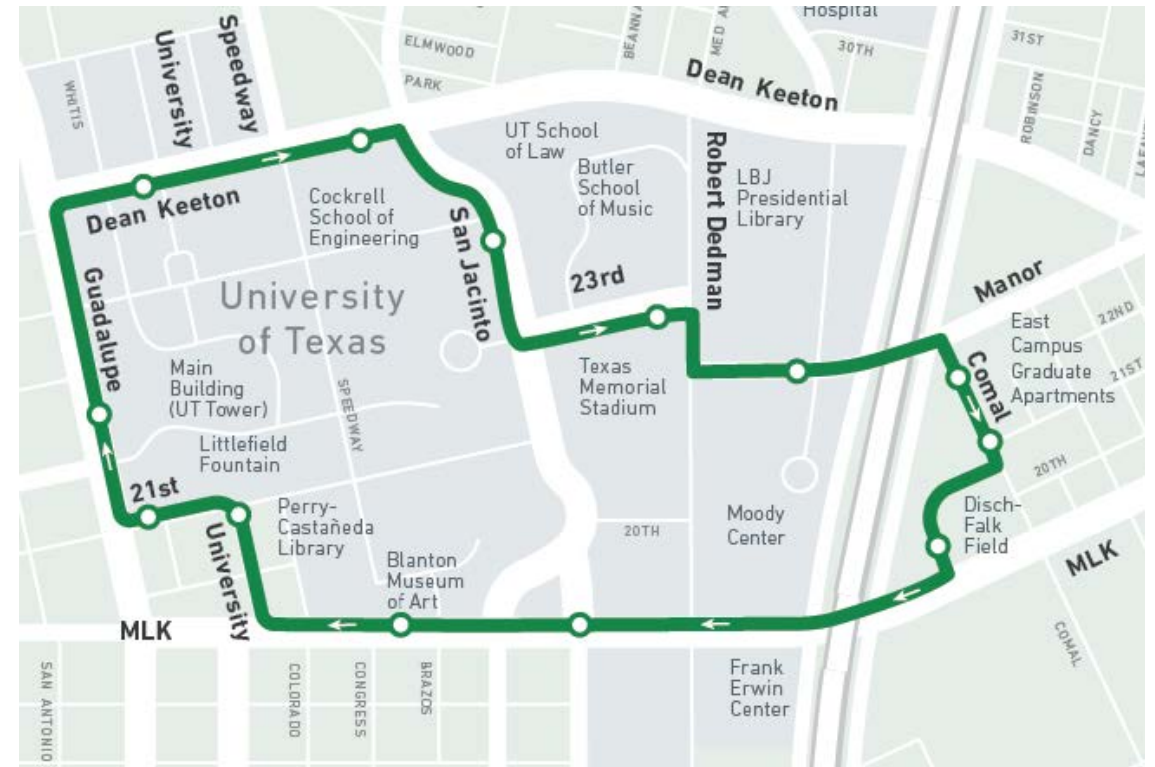 Hospital
Speedway
University
WHITIS
ELMWOOD
PARK
30TH
31ST
Dean Keeton
ROBINSON
DANCY
UT School
of Law
Butler
School
of Music
Robert Dedman
LBJ
Presidential
Library
Dean Keeton
Cockrell
School of
Engineering
San Jacinto
Guadalupe
University
of Texas
23rd
Manor
East
Campus
Graduate
Apartments
22ND
21ST
Comal
Main
Building
(UT Tower)
SPEEDWAY
Texas
Memorial
Stadium
Littlefield
Fountain
21st
20TH
Perry-
Castañeda
Library
University
20TH
Moody
Center
Disch-
Falk
Field
Blanton
Museum
of Art
MLK
MLK
COMAL
SAN ANTONIO
COLORADO
CONGRESS
BRAZOS
Frank
Erwin
Center